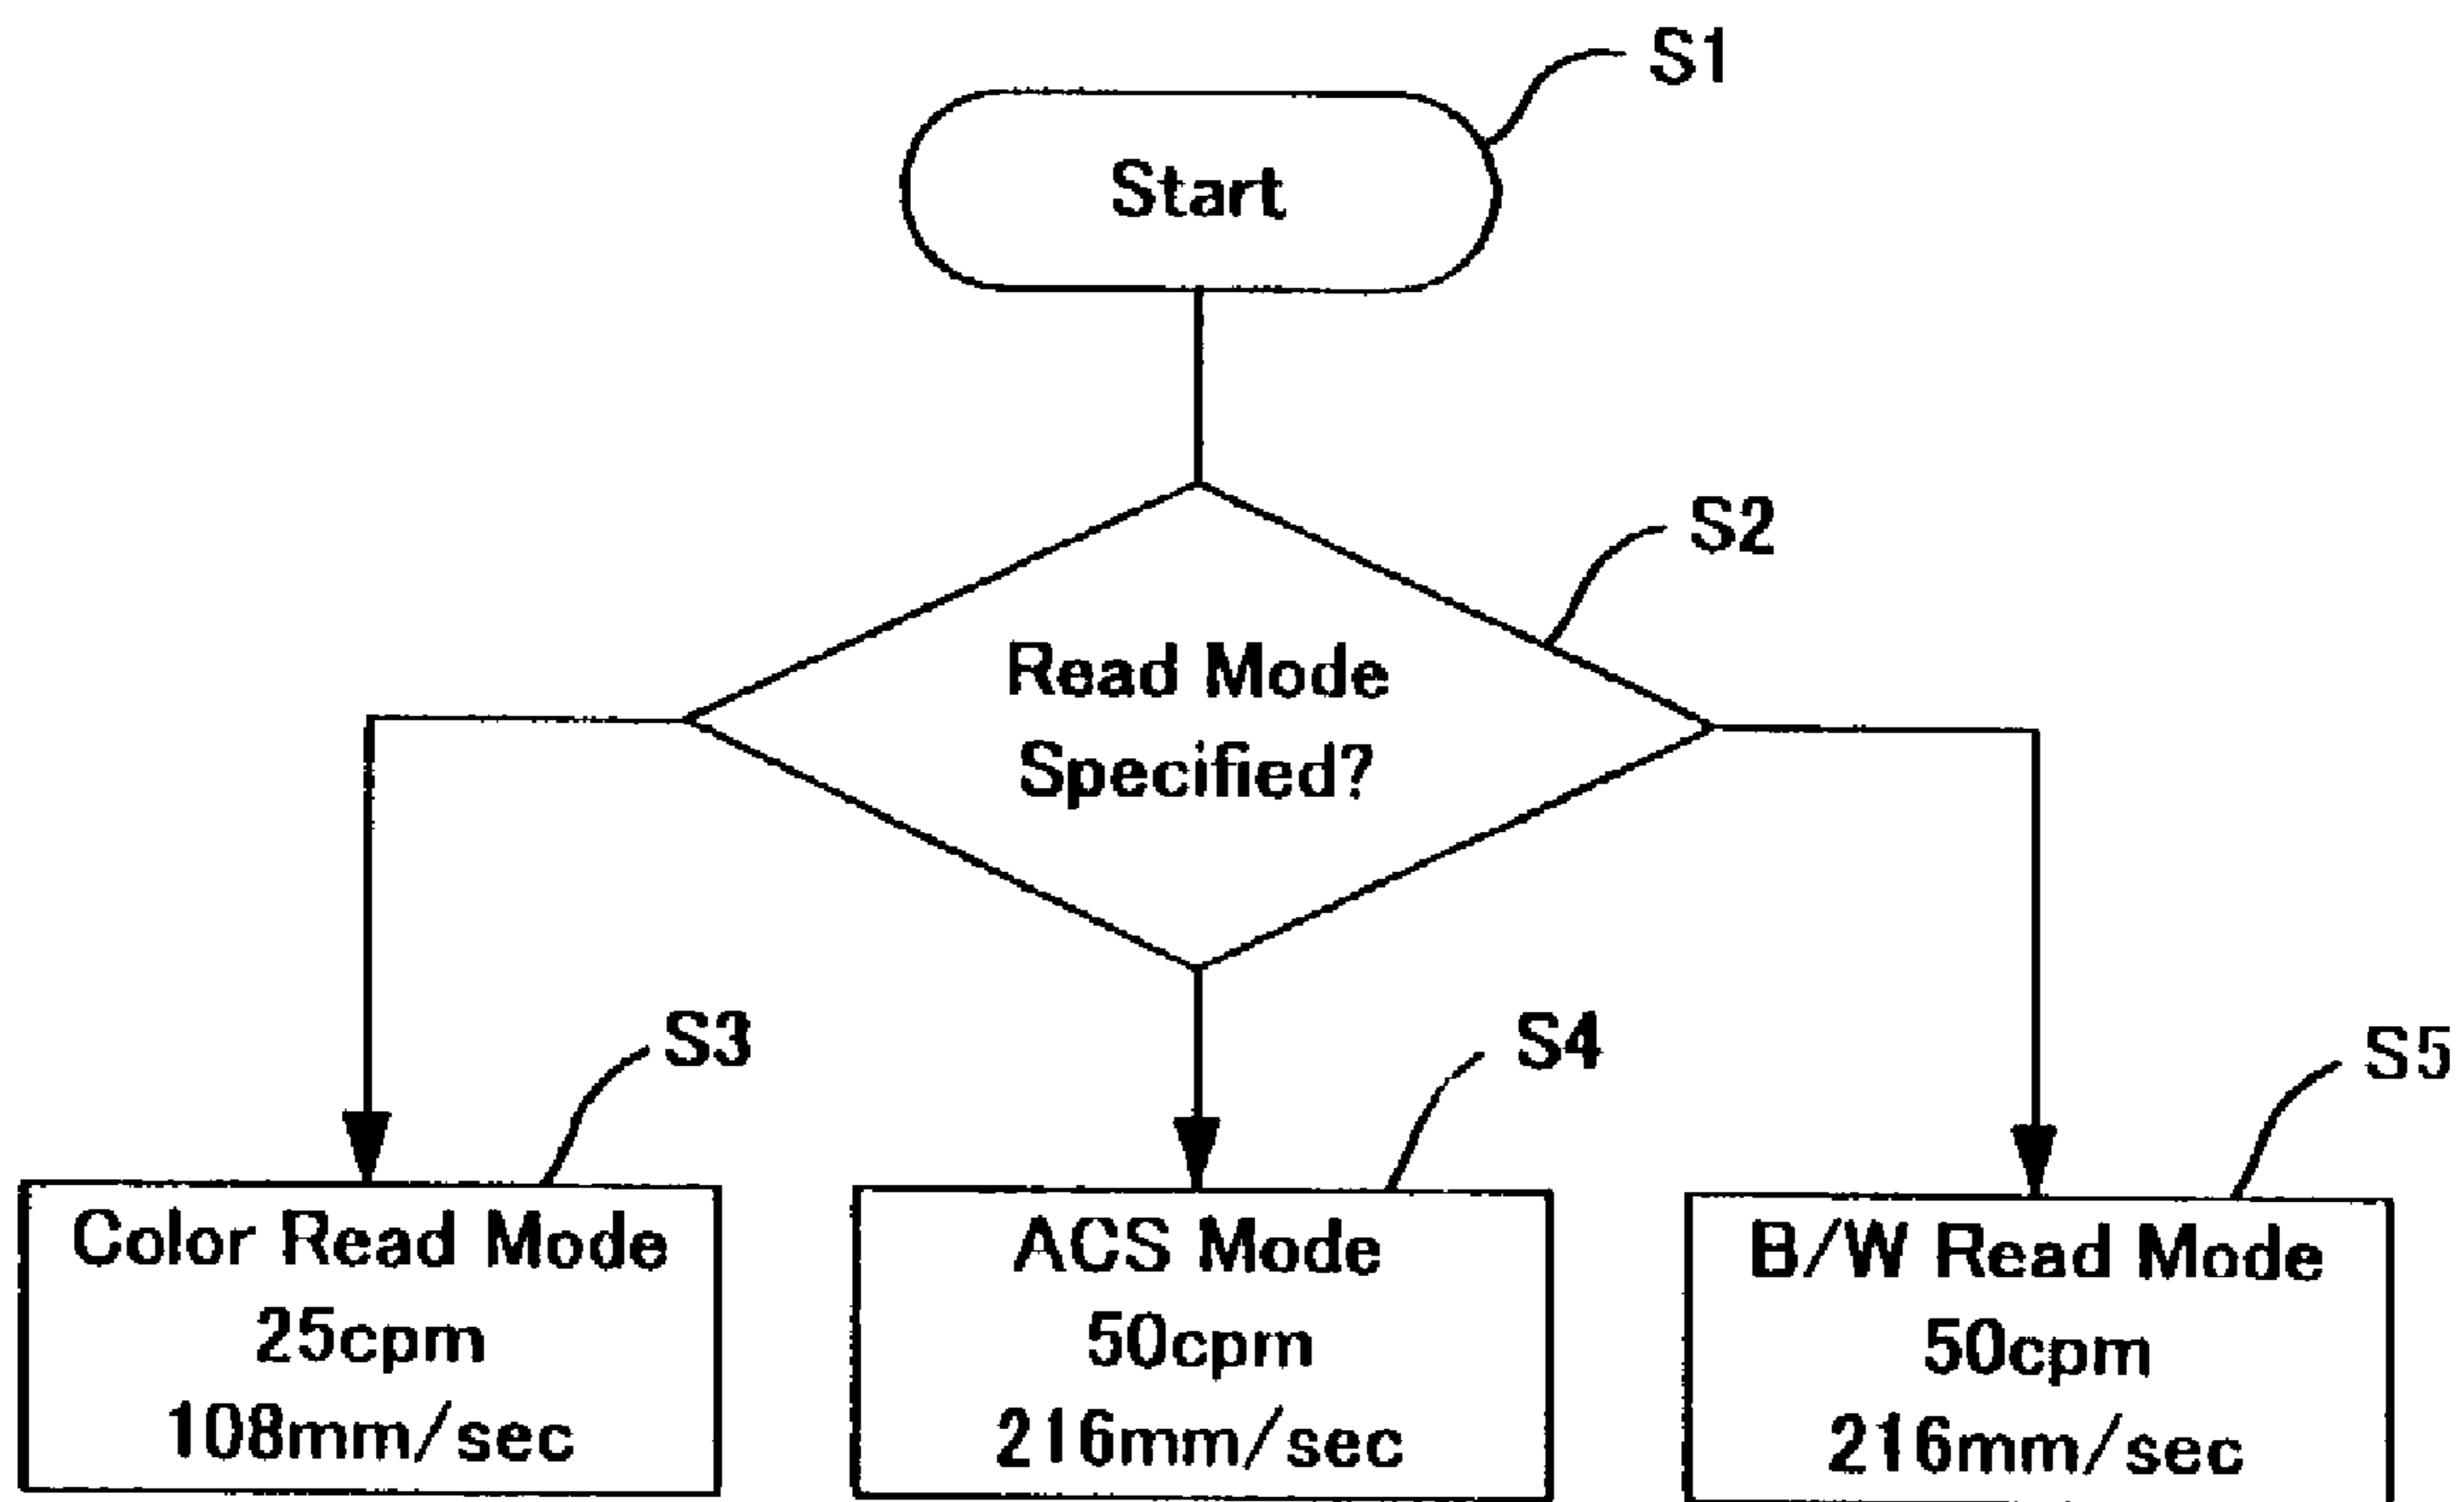 S1
Start
S2
Read Mode
Specified?
S3
S4
S5
Color Read Mode
25cpm
108mm/sec
ACS Mode
50cpm
216mm/sec
B/W Read Mode
50cpm
216mm/sec